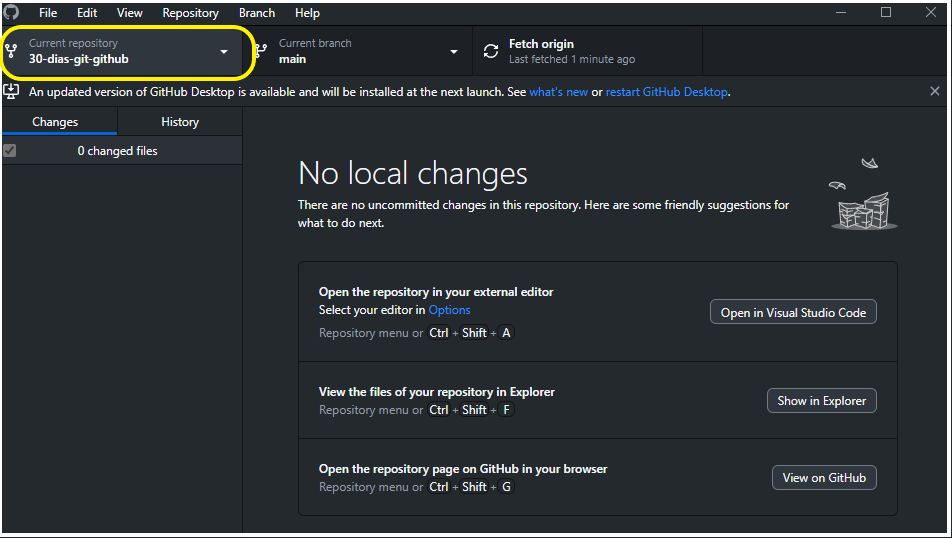 File Edit View Repository Branch Help
Current repository
30-dias-git-github
Current branch
main
Fetch origin
Last fetched 1 minute ago
An updated version of GitHub Desktop is available and will be installed at the next launch. See what's new or restart GitHub Desktop.
Changes History
0 changed files
No local changes
There are no uncommitted changes in this repository. Here are some friendly suggestions for
what to do next.
Open the repository in your external editor
Select your editor in Options
Repository menu or Ctrl + Shift + A
Open in Visual Studio Code
View the files of your repository in Explorer
Repository menu or Ctrl + Shift + F
Show in Explorer
Open the repository page on GitHub in your browser
Repository menu or Ctrl + Shift + G
View on GitHub